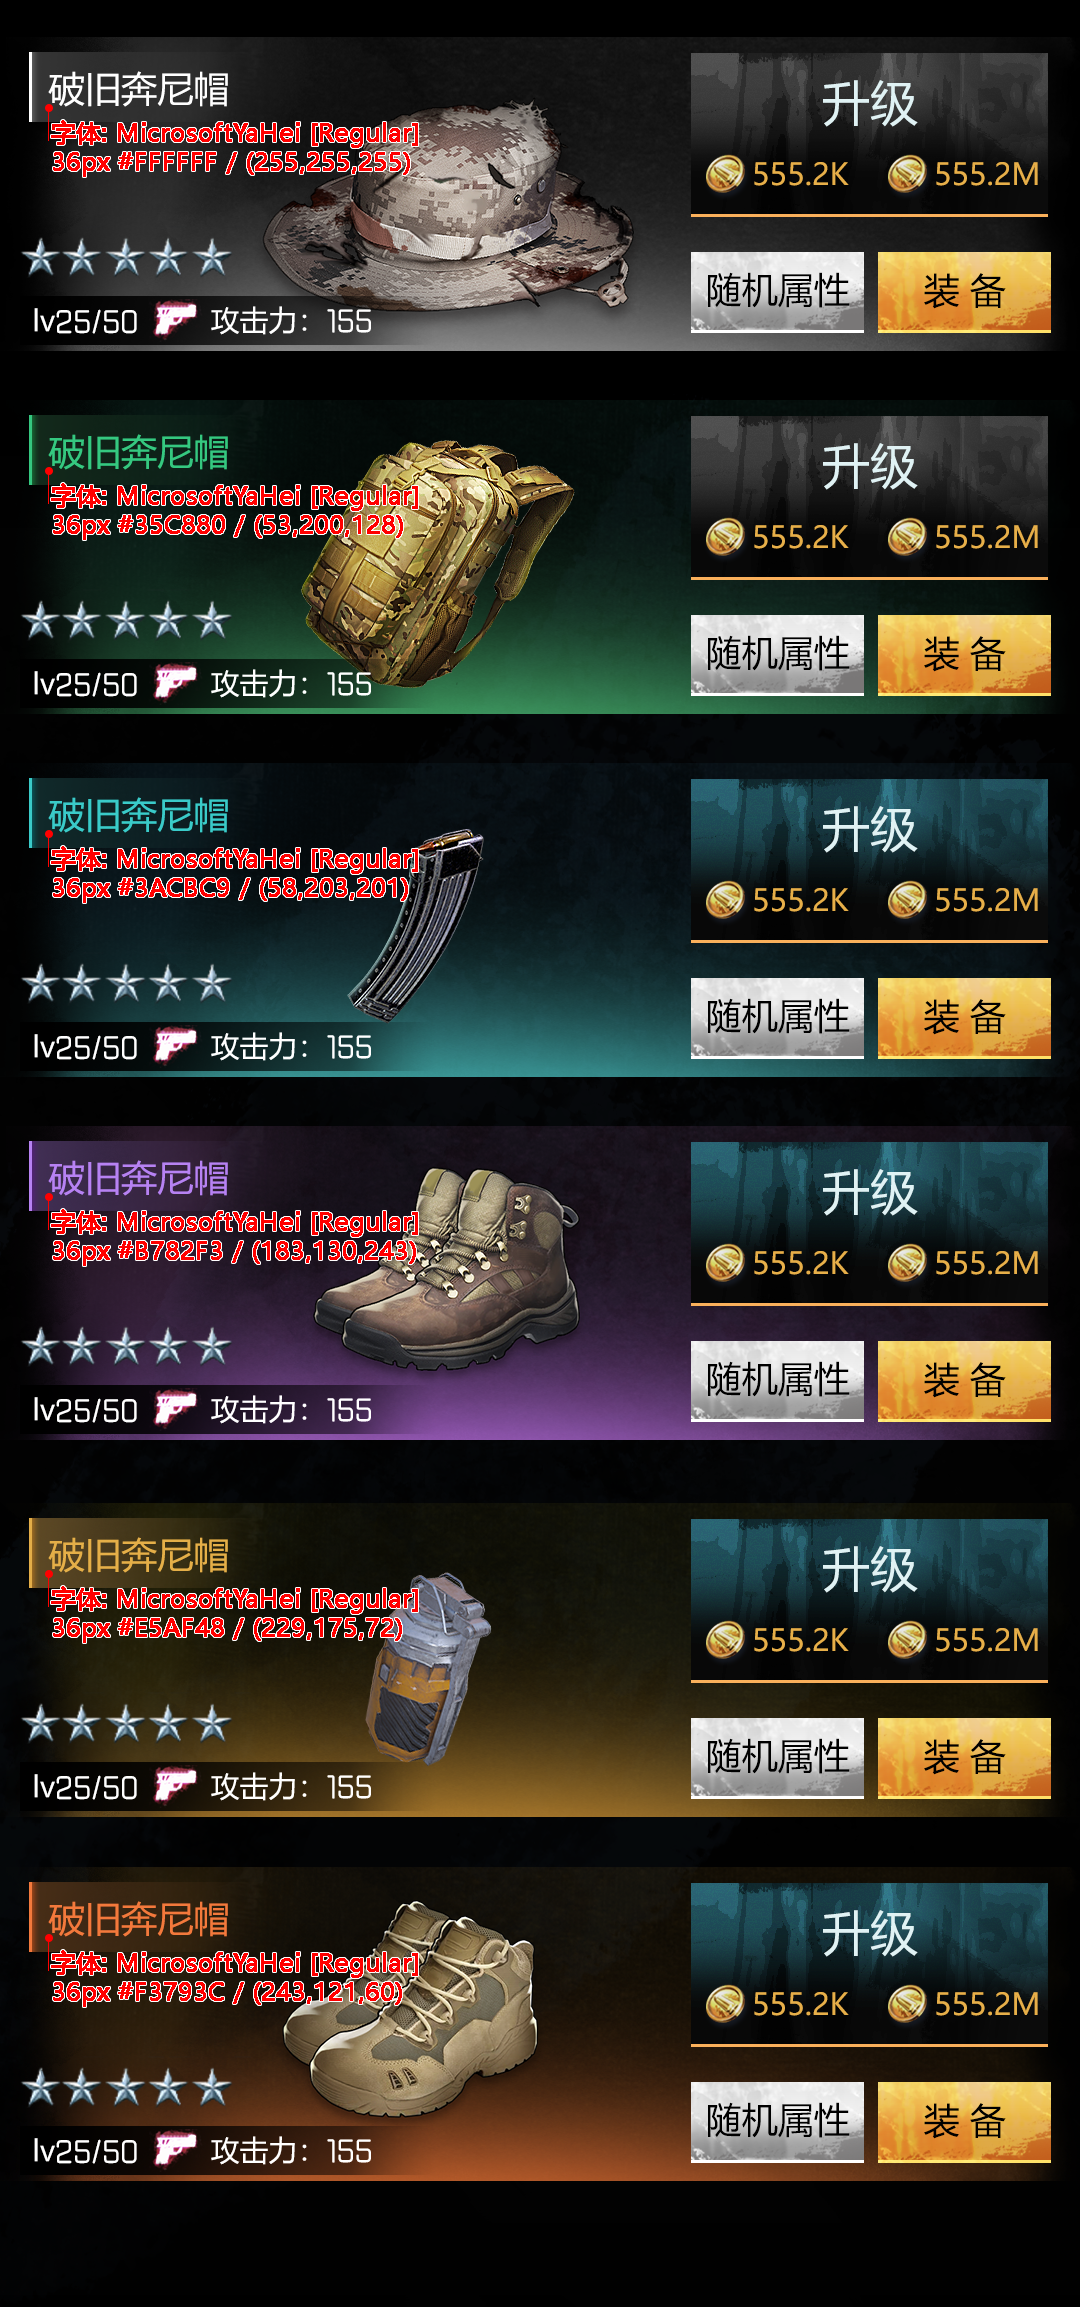 破旧奔尼帽
字体: MicrosoftYaHei [Regular]
36px #FFFFFF / (255,255,255)
升级
555.2K 555.2M
随机属性 装 备
lv25/50 攻击力: 155
破旧奔尼帽
字体: MicrosoftYaHei [Regular]
36px #35C880 / (53,200,128)
升级
555.2K 555.2M
随机属性 装 备
lv25/50 攻击力: 155
破旧奔尼帽
字体: MicrosoftYaHei [Regular]
36px #3ACBC9 / (58,203,201)
升级
555.2K 555.2M
随机属性 装 备
lv25/50 攻击力: 155
破旧奔尼帽
字体: MicrosoftYaHei [Regular]
36px #B782F3 / (183,130,243)
升级
555.2K 555.2M
随机属性 装 备
lv25/50 攻击力: 155
破旧奔尼帽
字体: MicrosoftYaHei [Regular]
36px #E5AF48 / (229,175,72)
升级
555.2K 555.2M
随机属性 装 备
lv25/50 攻击力: 155
破旧奔尼帽
字体: MicrosoftYaHei [Regular]
36px #F3793C / (243,121,60)
升级
555.2K 555.2M
随机属性 装 备
lv25/50 攻击力: 155